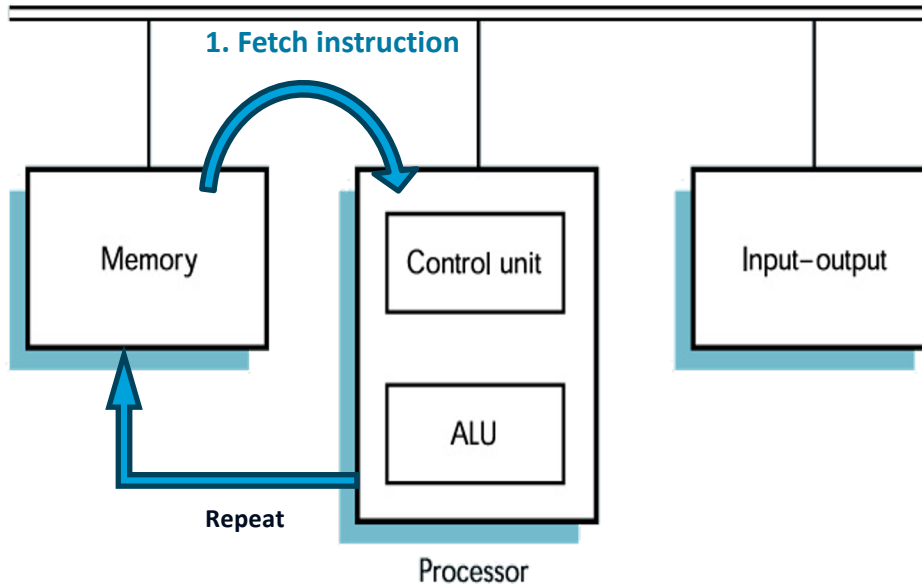 1. Fetch instruction
Memory
Control unit
Input–output
ALU
Repeat
Processor